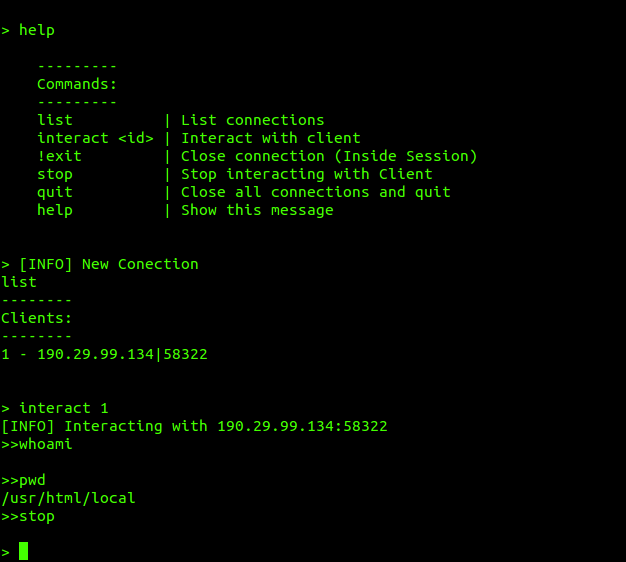 > help
---------
Commands:
---------
list | List connections
interact <id> | Interact with client
!exit | Close connection (Inside Session)
stop | Stop interacting with Client
quit | Close all connections and quit
help | Show this message
> [INFO] New Conection
list
--------
Clients:
--------
1 - 190.29.99.134|58322
> interact 1
[INFO] Interacting with 190.29.99.134:58322
>>whoami
>>pwd
/usr/html/local
>>stop
>